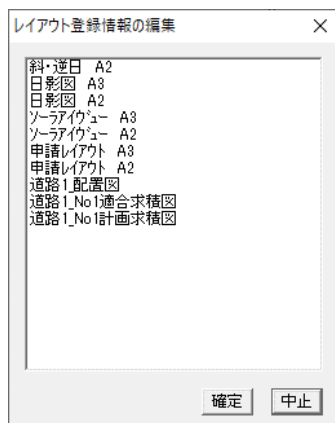 レイアウト登録情報の編集
斜・逆日 A2
日影図 A3
日影図 A2
ソーラアイヴュー A3
ソーラアイヴュー A2
申請レイアウト A3
申請レイアウト A2
道路1_配置図
道路1_No1適合求積図
道路1_No1計画求積図
確定
中止